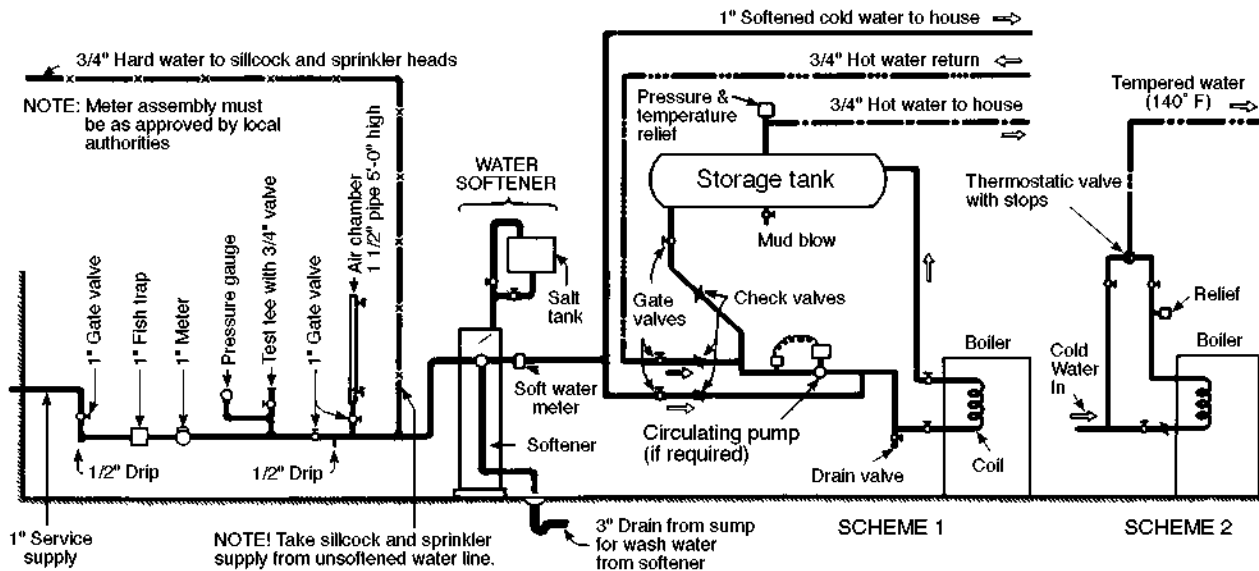 1" Softened cold water to house
3/4" Hard water to sillcock and sprinkler heads
3/4" Hot water return
NOTE: Meter assembly must
be as approved by local
authorities
Pressure &
temperature
relief
3/4" Hot water to house
Tempered water
(140° F)
WATER
SOFTENER
Storage tank
Thermostatic valve
with stops
Mud blow
1" Gate valve
1" Fish trap
1" Meter
Pressure gauge
Test tee with 3/4" valve
1" Gate valve
Air chamber
1 1/2" pipe 5'-0" high
Salt
tank
Gate
valves
Check valves
Relief
Boiler
Boiler
Cold
Water
In
Soft water
meter
Softener
Circulating pump
(if required)
1/2" Drip
1/2" Drip
Drain valve
Coil
1" Service
supply
NOTE! Take sillcock and sprinkler
supply from unsoftened water line.
3" Drain from sump
for wash water
from softener
SCHEME 1
SCHEME 2